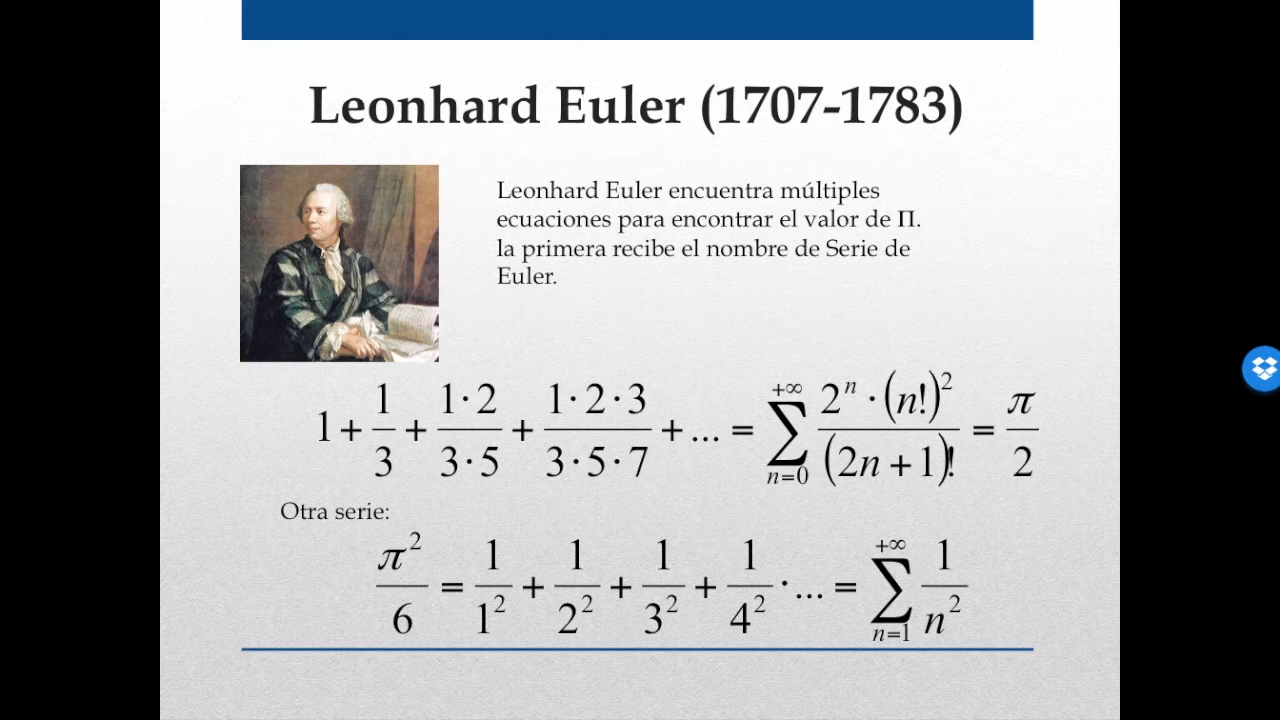 Leonhard Euler (1707-1783)
Leonhard Euler encuentra múltiples
ecuaciones para encontrar el valor de Π.
la primera recibe el nombre de Serie de
Euler.
1 + 1/3 + 1·2/3·5 + 1·2·3/3·5·7 + ... = ∑_{n=0}^{+∞} 2^n·(n!)^2/(2n+1)! = π/2
Otra serie:
π^2/6 = 1/1^2 + 1/2^2 + 1/3^2 + 1/4^2 ·... = ∑_{n=1}^{+∞} 1/n^2